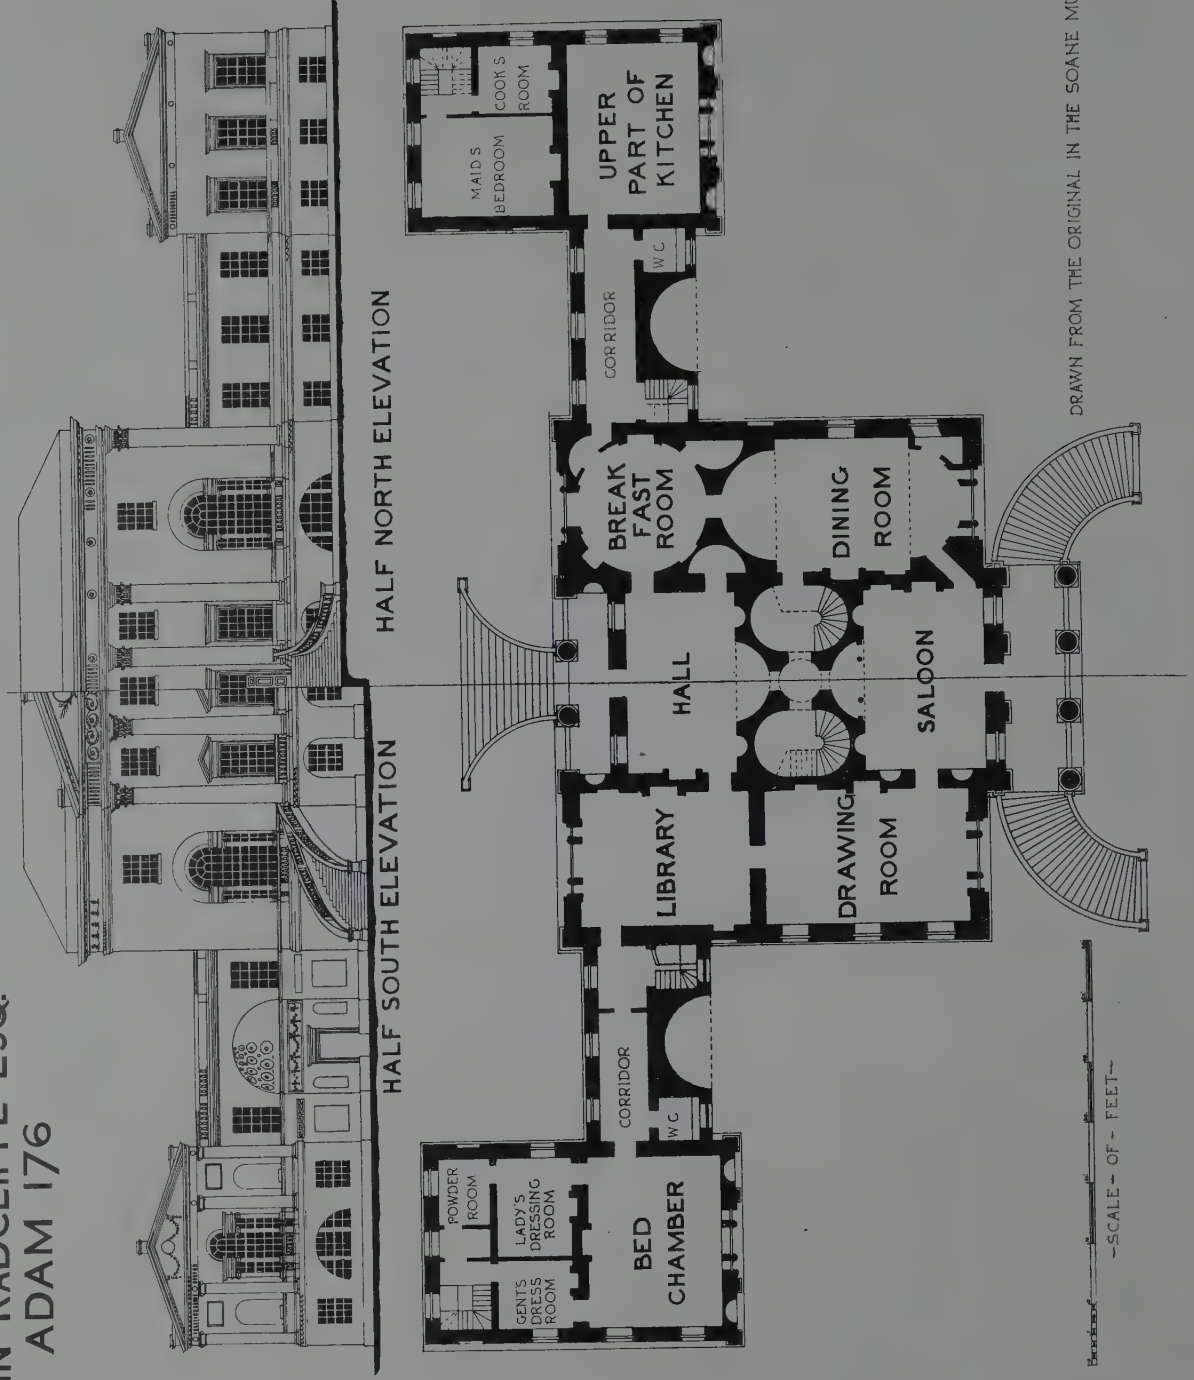 ADAM 176
HALF SOUTH ELEVATION
HALF NORTH ELEVATION
POWDER
ROOM
GENT'S
DRESS
ROOM
LADY'S
DRESSING
ROOM
BED
CHAMBER
CORRIDOR
WC
LIBRARY
DRAWING
ROOM
HALL
SALOON
BREAK
FAST
ROOM
DINING
ROOM
CORRIDOR
WC
MAIDS
BEDROOM
COOK'S
ROOM
UPPER
PART OF
KITCHEN
-SCALE-OF-FEET-
DRAWN FROM THE ORIGINAL IN THE SOANE